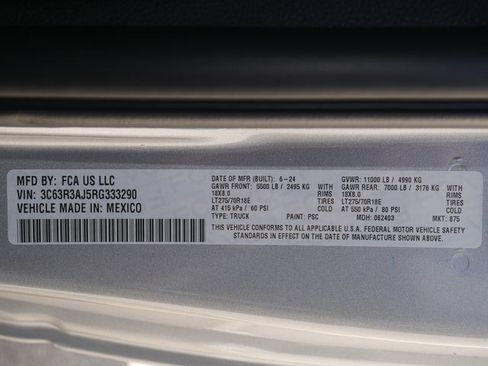 MFD BY: FCA US LLC
VIN: 3C63R3AJ5RG333290
VEHICLE MADE IN: MEXICO
DATE OF MFR (BUILT): 6-24
GAWR FRONT: 5500 LB / 2495 KG
18X8.0
LT275/70R18E TIRES
AT 415 kPa / 60 PSI COLD
TYPE: TRUCK PAINT: PSC
GVWR: 11000 LB / 4990 KG
GAWR REAR: 7000 LB / 3176 KG
18X8.0
LT275/70R18E TIRES
AT 550 kPa / 80 PSI COLD
MDH: 062403 MKT: 875
THIS VEHICLE CONFORMS TO ALL APPLICABLE U.S.A. FEDERAL MOTOR VEHICLE SAFETY
STANDARDS IN EFFECT ON THE DATE OF MANUFACTURE SHOWN ABOVE.